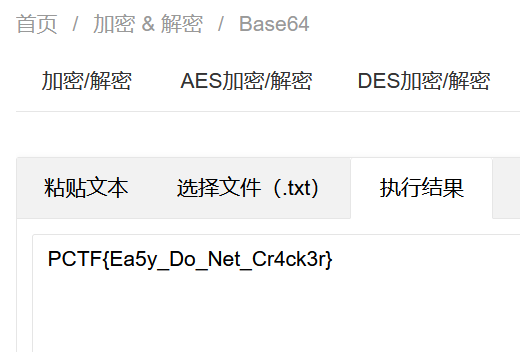 首页 / 加密 & 解密 / Base64
加密/解密 AES加密/解密 DES加密/解密
粘贴文本 选择文件（.txt） 执行结果
PCTF{Ea5y_Do_Net_Cr4ck3r}